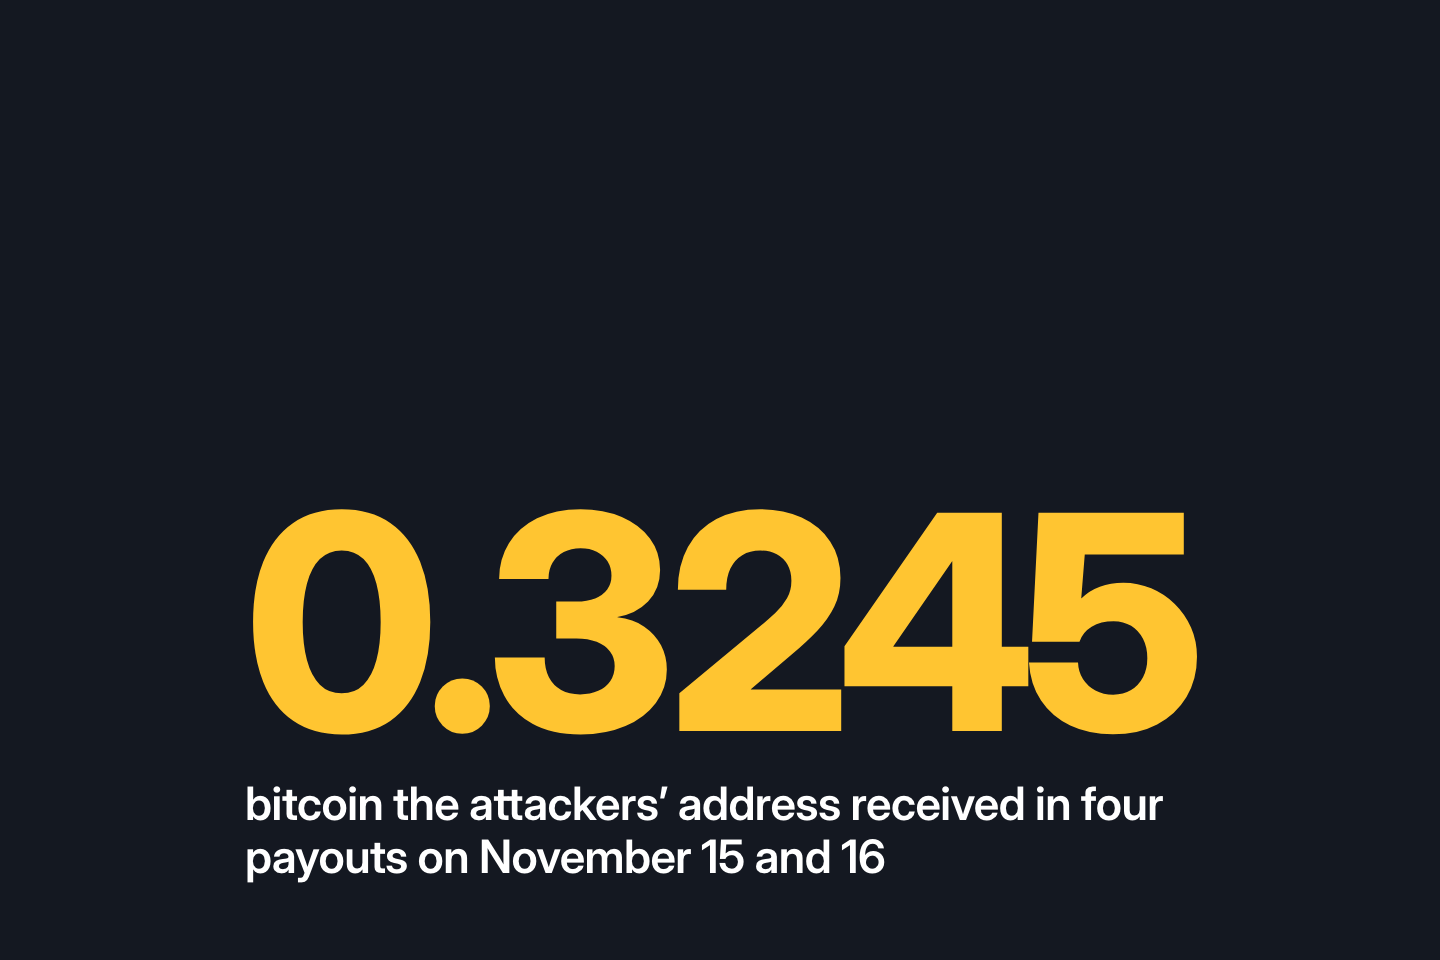 0.3245
bitcoin the attackers’ address received in four
payouts on November 15 and 16